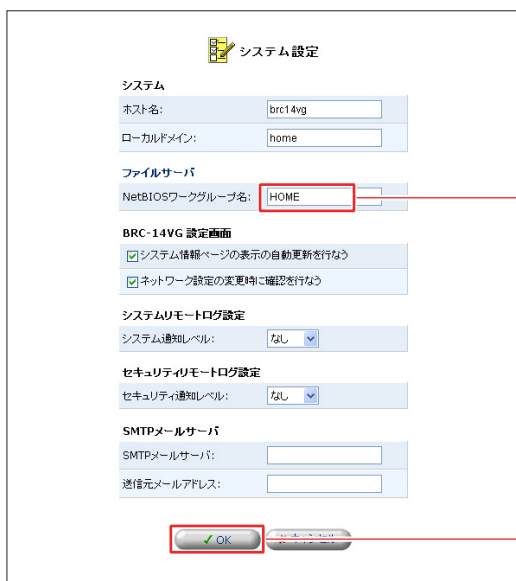 システム設定
システム
ホスト名: brc14vg
ローカルドメイン: home
ファイルサーバ
NetBIOSワークグループ名: HOME
BRC-14VG 設定画面
システム情報ページの表示の自動更新を行なう
ネットワーク設定の変更時に確認を行なう
システムリモートログ設定
システム通知レベル: なし
セキュリティリモートログ設定
セキュリティ通知レベル: なし
SMTPメールサーバ
SMTPメールサーバ:
送信元メールアドレス:
OK